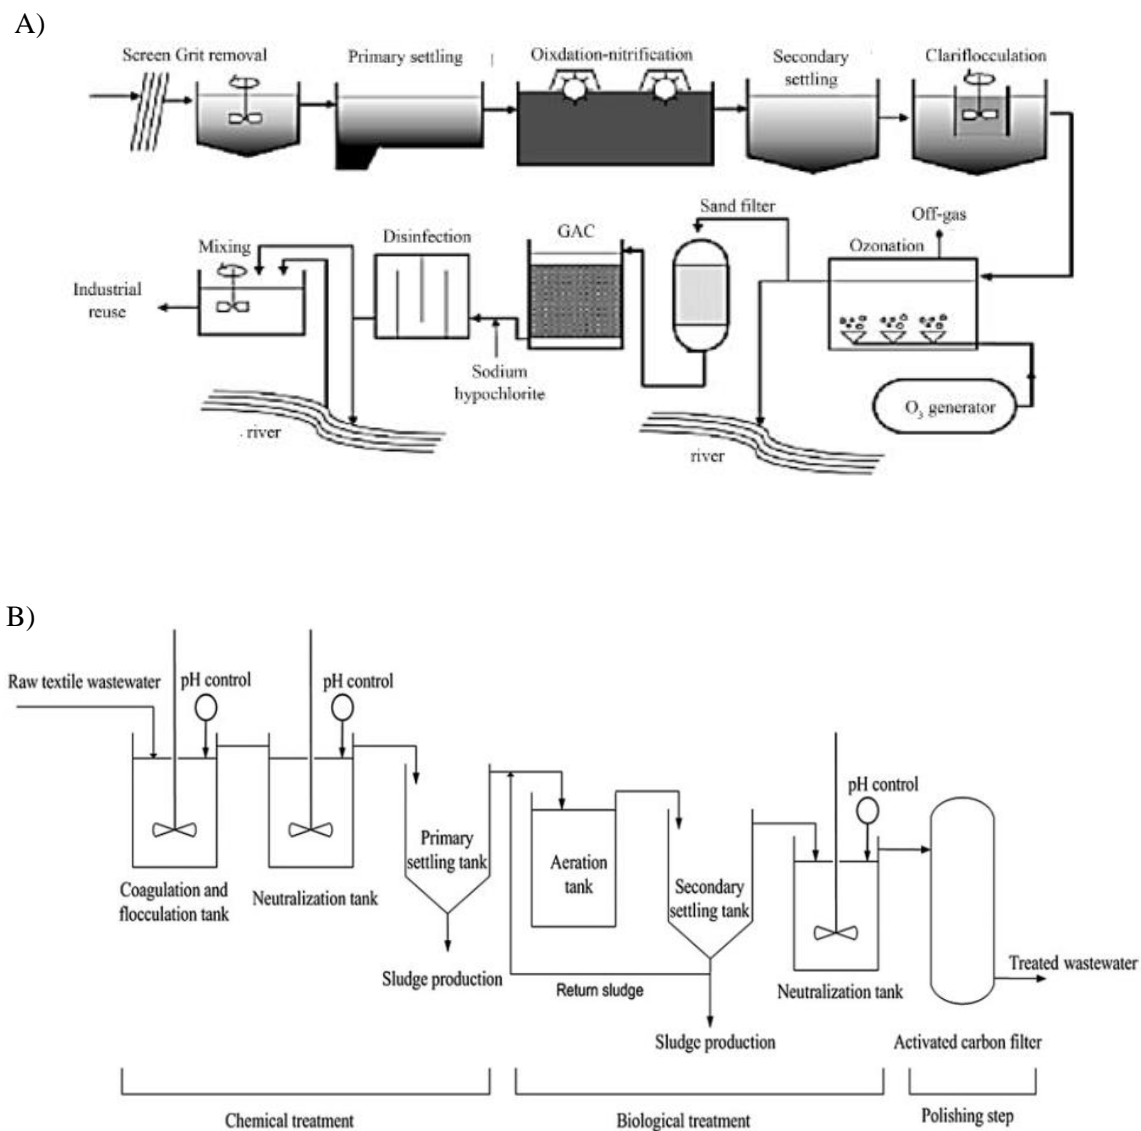 A)
Screen Grit removal
Primary settling
Oixdation-nitrification
Secondary
settling
Clariflocculation
Off-gas
Sand filter
Ozonation
GAC
Disinfection
Mixing
Industrial
reuse
Sodium
hypochlorite
O₃ generator
river
river
B)
Raw textile wastewater
pH control
pH control
pH control
Primary
settling tank
Aeration
tank
Secondary
settling tank
Coagulation and
flocculation tank
Neutralization tank
Sludge production
Return sludge
Neutralization tank
Treated wastewater
Sludge production
Activated carbon filter
Chemical treatment
Biological treatment
Polishing step